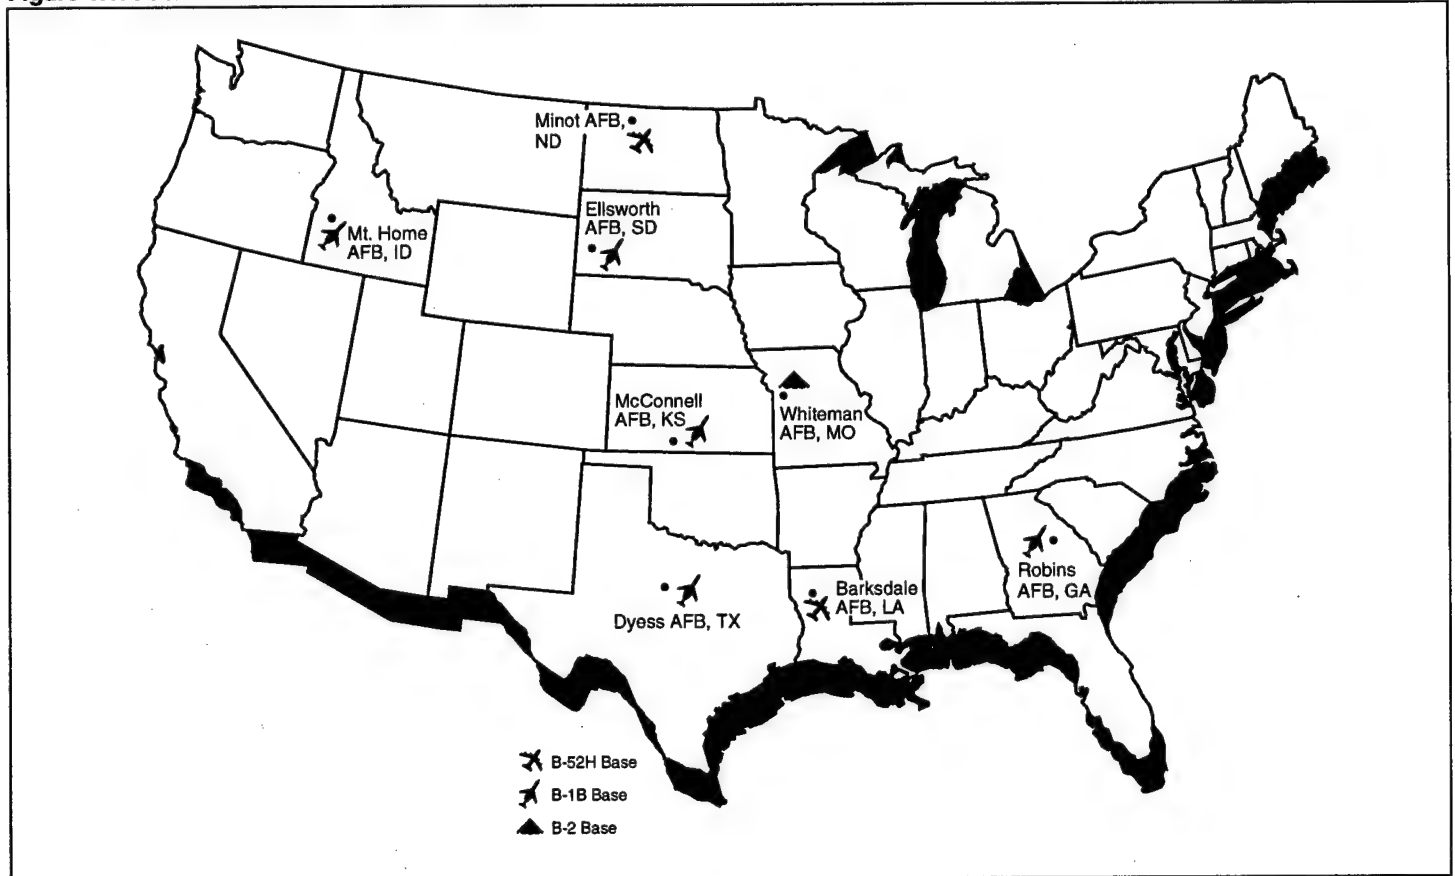 Minot AFB,
ND
Ellsworth
AFB, SD
Mt. Home
AFB, ID
McConnell
AFB, KS
Whiteman
AFB, MO
Robins
AFB, GA
Barksdale
AFB, LA
Dyess AFB, TX
B-52H Base
B-1B Base
B-2 Base